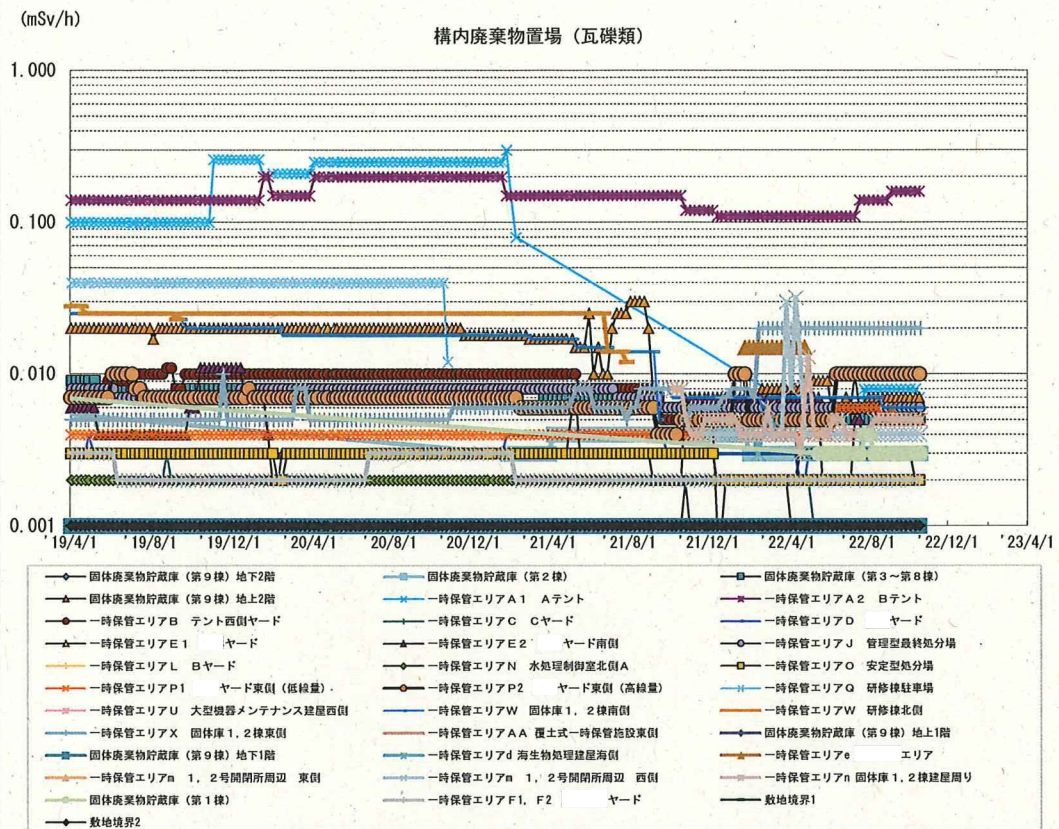 (mSv/h)
構内廃棄物置場（瓦礫類）
1.000
0.100
0.010
0.001
'19/4/1 '19/8/1 '19/12/1 '20/4/1 '20/8/1 '20/12/1 '21/4/1 '21/8/1 '21/12/1 '22/4/1 '22/8/1 '22/12/1 '23/4/1
固体廃棄物貯蔵庫（第９棟）地下2階 固体廃棄物貯蔵庫（第２棟） 固体廃棄物貯蔵庫（第３～第８棟）
固体廃棄物貯蔵庫（第９棟）地上2階 一時保管エリアＡ１　Ａテント 一時保管エリアＡ２　Ｂテント
一時保管エリアＢ　テント西側ヤード 一時保管エリアＣ　Ｃヤード 一時保管エリアＤ　ヤード
一時保管エリアＥ１　ヤード 一時保管エリアＥ２　ヤード南側 一時保管エリアＪ　管理型最終処分場
一時保管エリアＬ　Ｂヤード 一時保管エリアＮ　水処理制御室北側Ａ 一時保管エリアＯ　安定型処分場
一時保管エリアＰ１　ヤード東側（低線量） 一時保管エリアＰ２　ヤード東側（高線量） 一時保管エリアＱ　研修棟駐車場
一時保管エリアＵ　大型機器メンテナンス建屋西側 一時保管エリアＷ　固体庫１，２棟南側 一時保管エリアＷ　研修棟北側
一時保管エリアＸ　固体庫１,２棟東側 一時保管エリアＡＡ　覆土式一時保管施設東側 固体廃棄物貯蔵庫（第９棟）地上1階
固体廃棄物貯蔵庫（第９棟）地下1階 一時保管エリアｄ 海生物処理建屋海側 一時保管エリアｅ　エリア
一時保管エリアｍ　１，２号開閉所周辺　東側 一時保管エリアｍ　１，２号開閉所周辺　西側 一時保管エリアｎ 固体庫１,２棟建屋周り
固体廃棄物貯蔵庫（第１棟） 一時保管エリアＦ１，Ｆ２　ヤード 敷地境界1
敷地境界2